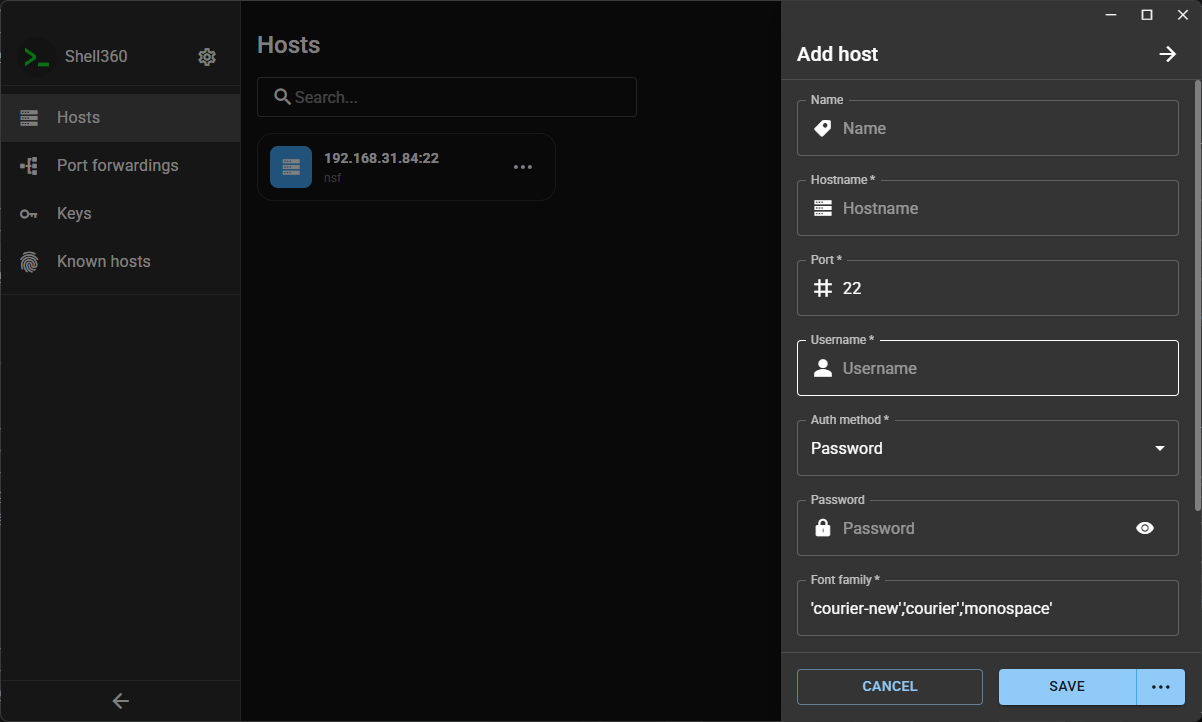 Shell360
Hosts
Port forwardings
Keys
Known hosts
Hosts
Search...
192.168.31.84:22
nsf
Add host
Name
Name
Hostname *
Hostname
Port *
22
Username *
Username
Auth method *
Password
Password
Password
Font family *
'courier-new','courier','monospace'
CANCEL
SAVE